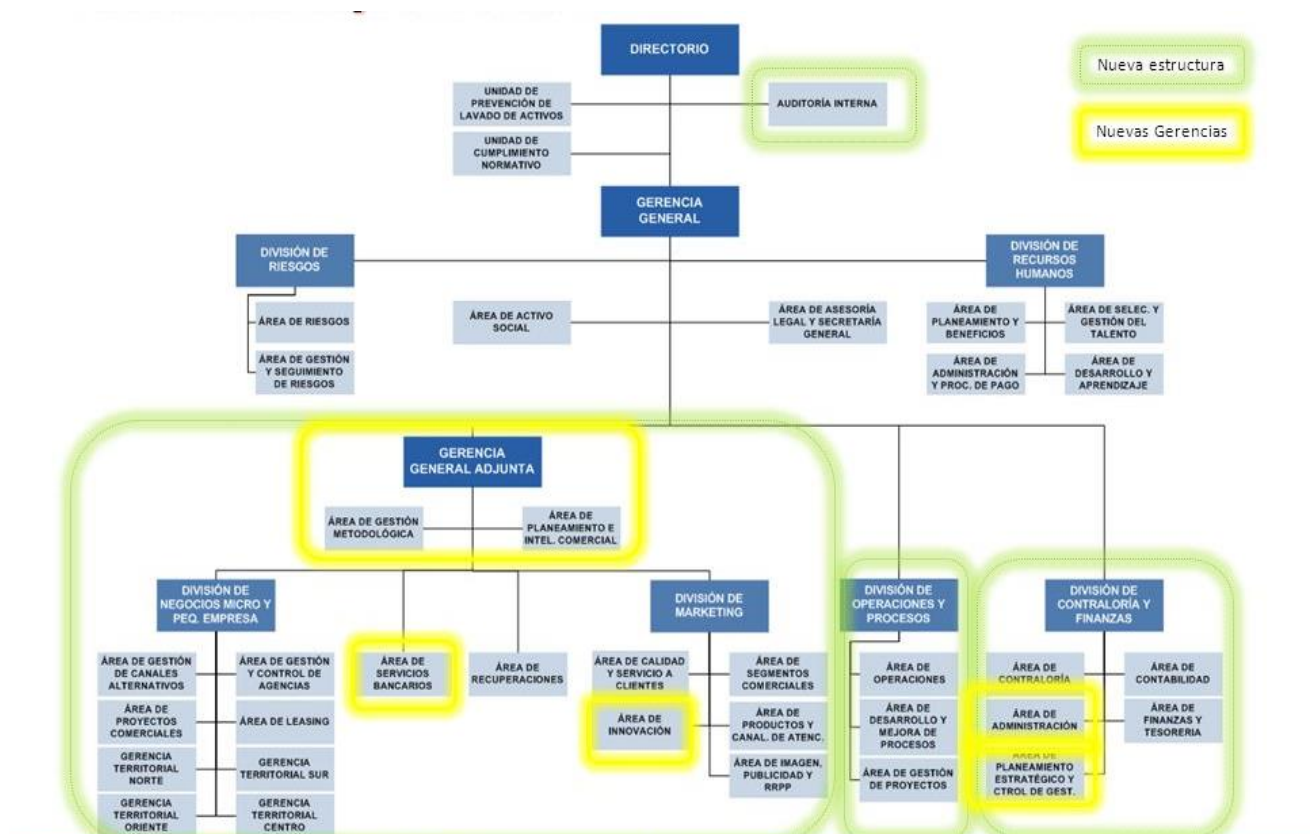 DIRECTORIO
Nueva estructura
UNIDAD DE
PREVENCIÓN DE
LAVADO DE ACTIVOS
AUDITORÍA INTERNA
Nuevas Gerencias
UNIDAD DE
CUMPLIMIENTO
NORMATIVO
GERENCIA
GENERAL
DIVISIÓN DE
RIESGOS
DIVISIÓN DE
RECURSOS
HUMANOS
ÁREA DE RIESGOS
ÁREA DE GESTIÓN
Y SEGUIMIENTO
DE RIESGOS
ÁREA DE ACTIVO
SOCIAL
ÁREA DE ASESORÍA
LEGAL Y SECRETARÍA
GENERAL
ÁREA DE
PLANEAMIENTO Y
BENEFICIOS
ÁREA DE SELEC. Y
GESTIÓN DEL
TALENTO
ÁREA DE
ADMINISTRACIÓN
Y PROC. DE PAGO
ÁREA DE
DESARROLLO Y
APRENDIZAJE
GERENCIA
GENERAL ADJUNTA
ÁREA DE GESTIÓN
METODOLÓGICA
ÁREA DE
PLANEAMIENTO E
INTEL. COMERCIAL
DIVISIÓN DE
NEGOCIOS MICRO Y
PEQ. EMPRESA
DIVISIÓN DE
MARKETING
DIVISIÓN DE
OPERACIONES Y
PROCESOS
DIVISIÓN DE
CONTRALORÍA Y
FINANZAS
ÁREA DE GESTIÓN
DE CANALES
ALTERNATIVOS
ÁREA DE GESTIÓN
Y CONTROL DE
AGENCIAS
ÁREA DE
PROYECTOS
COMERCIALES
ÁREA DE LEASING
GERENCIA
TERRITORIAL
NORTE
GERENCIA
TERRITORIAL SUR
GERENCIA
TERRITORIAL
ORIENTE
GERENCIA
TERRITORIAL
CENTRO
ÁREA DE
SERVICIOS
BANCARIOS
ÁREA DE
RECUPERACIONES
ÁREA DE CALIDAD
Y SERVICIO A
CLIENTES
ÁREA DE
SEGMENTOS
COMERCIALES
ÁREA DE
INNOVACIÓN
ÁREA DE
PRODUCTOS Y
CANAL. DE ATENC.
ÁREA DE IMAGEN,
PUBLICIDAD Y
RRPP
ÁREA DE
OPERACIONES
ÁREA DE
DESARROLLO Y
MEJORA DE
PROCESOS
ÁREA DE GESTIÓN
DE PROYECTOS
ÁREA DE
CONTRALORÍA
ÁREA DE
CONTABILIDAD
ÁREA DE
ADMINISTRACIÓN
ÁREA DE
FINANZAS Y
TESORERIA
ÁREA DE
PLANEAMIENTO
ESTRATÉGICO Y
CTROL DE GEST.